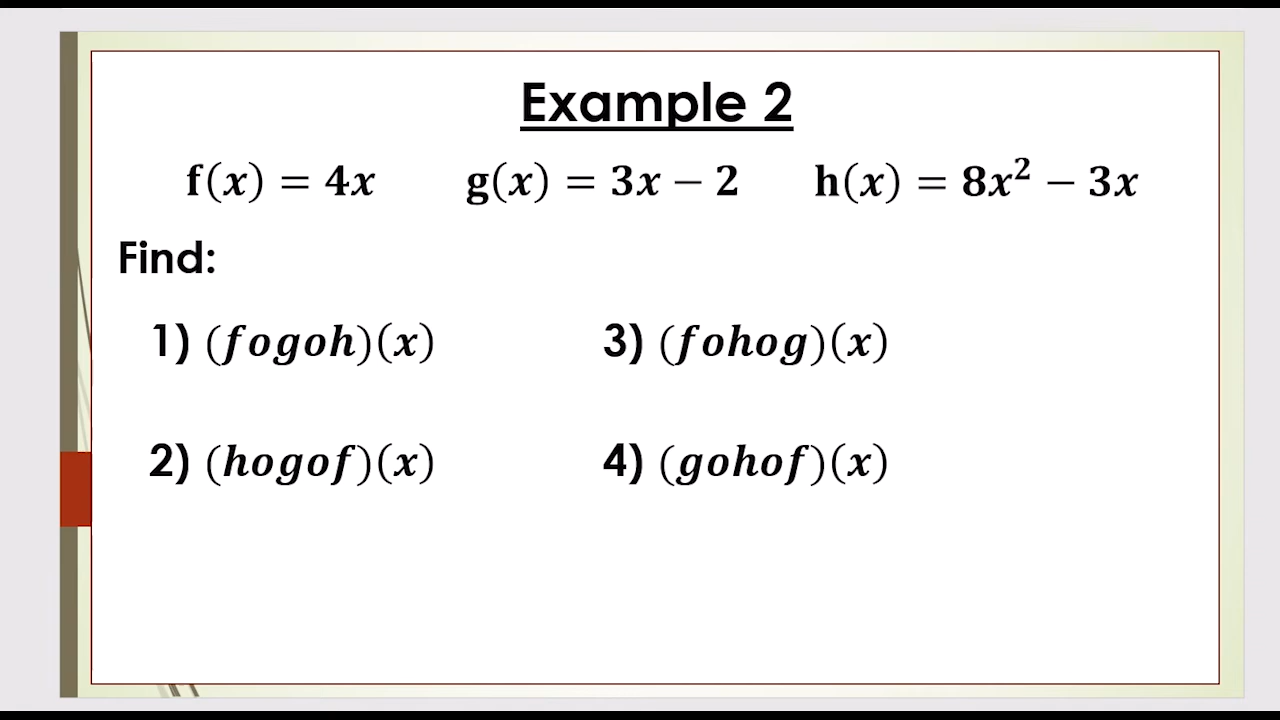 Example 2
f(x) = 4x g(x) = 3x − 2 h(x) = 8x² − 3x
Find:
1) (fogoh)(x) 3) (fohog)(x)
2) (hogof)(x) 4) (gohof)(x)